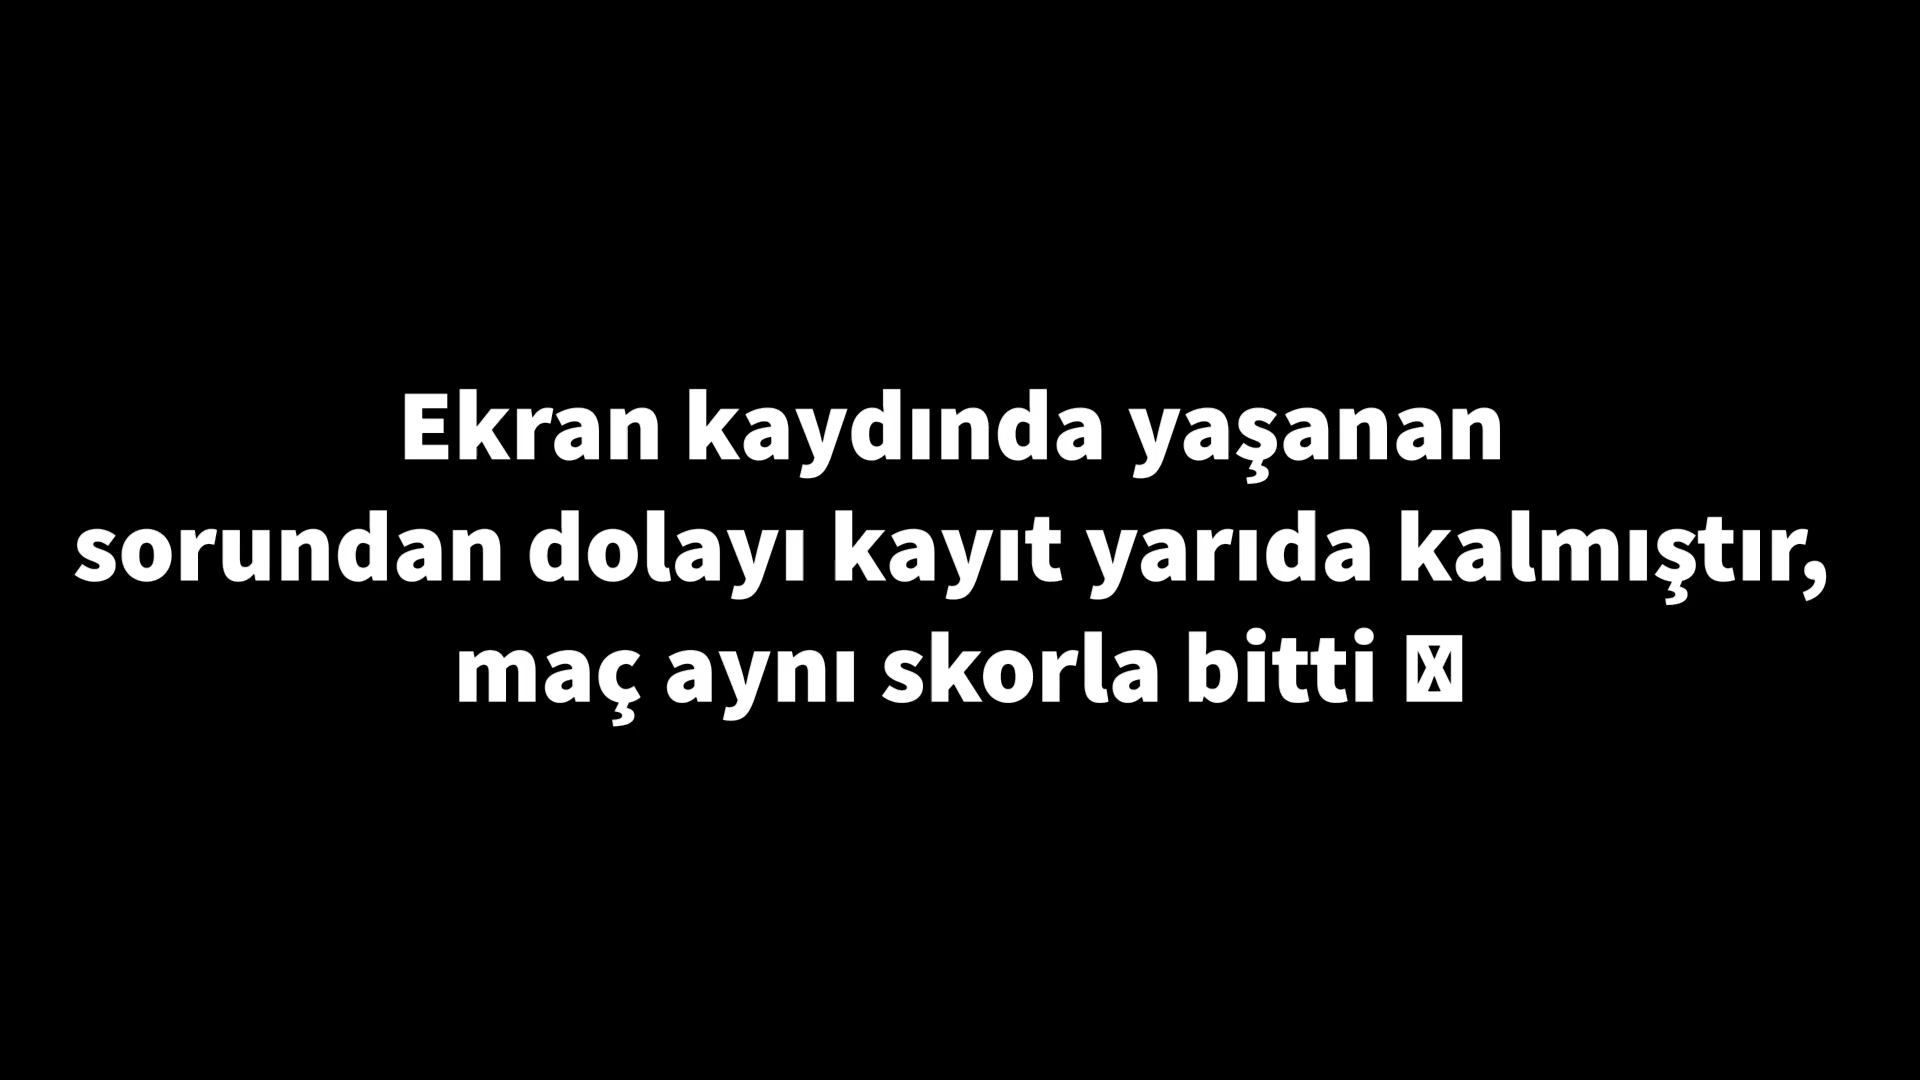 Ekran kaydında yaşanan
sorundan dolayı kayıt yarıda kalmıştır,
maç aynı skorla bitti